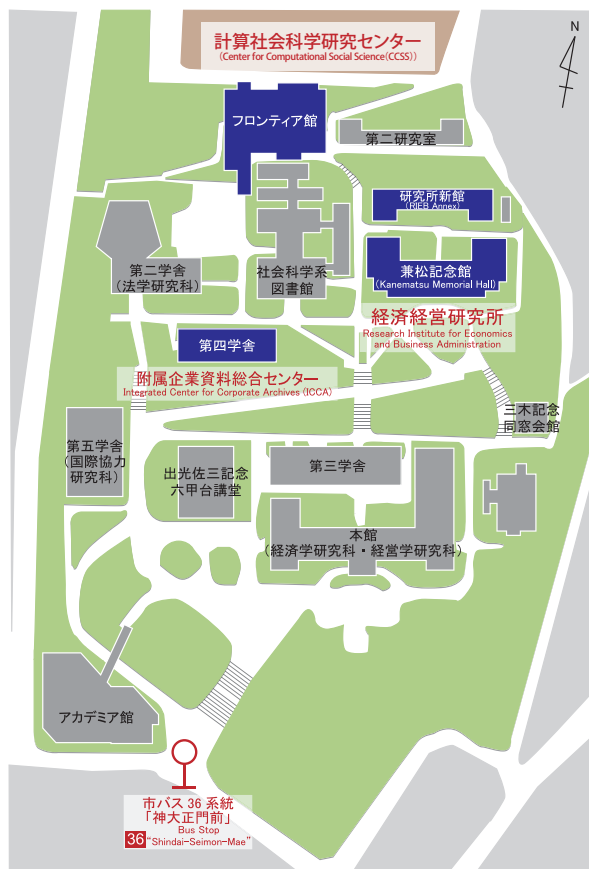 計算社会科学研究センター
(Center for Computational Social Science(CCSS))
N
フロンティア館
第二研究室
研究所新館
(RIEB Annex)
第二学舎
(法学研究科)
社会科学系
図書館
兼松記念館
(Kanematsu Memorial Hall)
経済経営研究所
Research Institute for Economics
and Business Administration
第四学舎
附属企業資料総合センター
Integrated Center for Corporate Archives (ICCA)
三木記念
同窓会館
第五学舎
(国際協力
研究科)
出光佐三記念
六甲台講堂
第三学舎
本館
(経済学研究科・経営学研究科)
アカデミア館
市バス 36 系統
「神大正門前」
Bus Stop
36 "Shindai-Seimon-Mae"